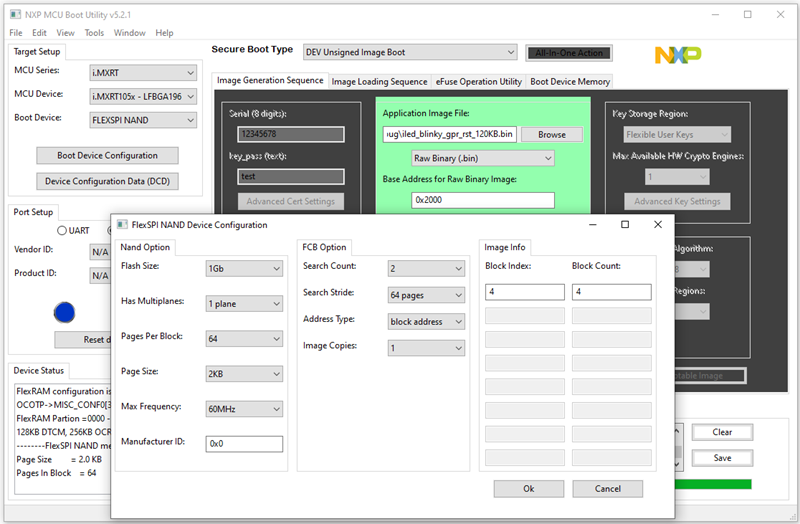 NXP MCU Boot Utility v5.2.1
File Edit View Tools Window Help
Target Setup
MCU Series: i.MXRT
MCU Device: i.MXRT105x - LFBGA196
Boot Device: FLEXSPI NAND
Boot Device Configuration
Device Configuration Data (DCD)
Port Setup
UART
Vendor ID: N/A
Product ID: N/A
Reset d
Device Status
FlexRAM configuration is
OCOTP->MISC_CONF0[3
FlexRAM Partion =0000 -
128KB DTCM, 256KB OCR
--------FlexSPI NAND me
Page Size = 2.0 KB
Pages In Block = 64
Secure Boot Type DEV Unsigned Image Boot All-In-One Action
NXP
Image Generation Sequence Image Loading Sequence eFuse Operation Utility Boot Device Memory
Serial (8 digits):
12345678
key_pass (text):
test
Advanced Cert Settings
Application Image File:
ug\iled_blinky_gpr_rst_120KB.bin Browse
Raw Binary (.bin)
Base Address for Raw Binary Image:
0x2000
Key Storage Region:
Flexible User Keys
Max Available HW Crypto Engines:
1
Advanced Key Settings
Algorithm:
Regions:
otable Image
Clear
Save
FlexSPI NAND Device Configuration
Nand Option
Flash Size: 1Gb
Has Multiplanes: 1 plane
Pages Per Block: 64
Page Size: 2KB
Max Frequency: 60MHz
Manufacturer ID: 0x0
FCB Option
Search Count: 2
Search Stride: 64 pages
Address Type: block address
Image Copies: 1
Image Info
Block Index: Block Count:
4 4
Ok Cancel